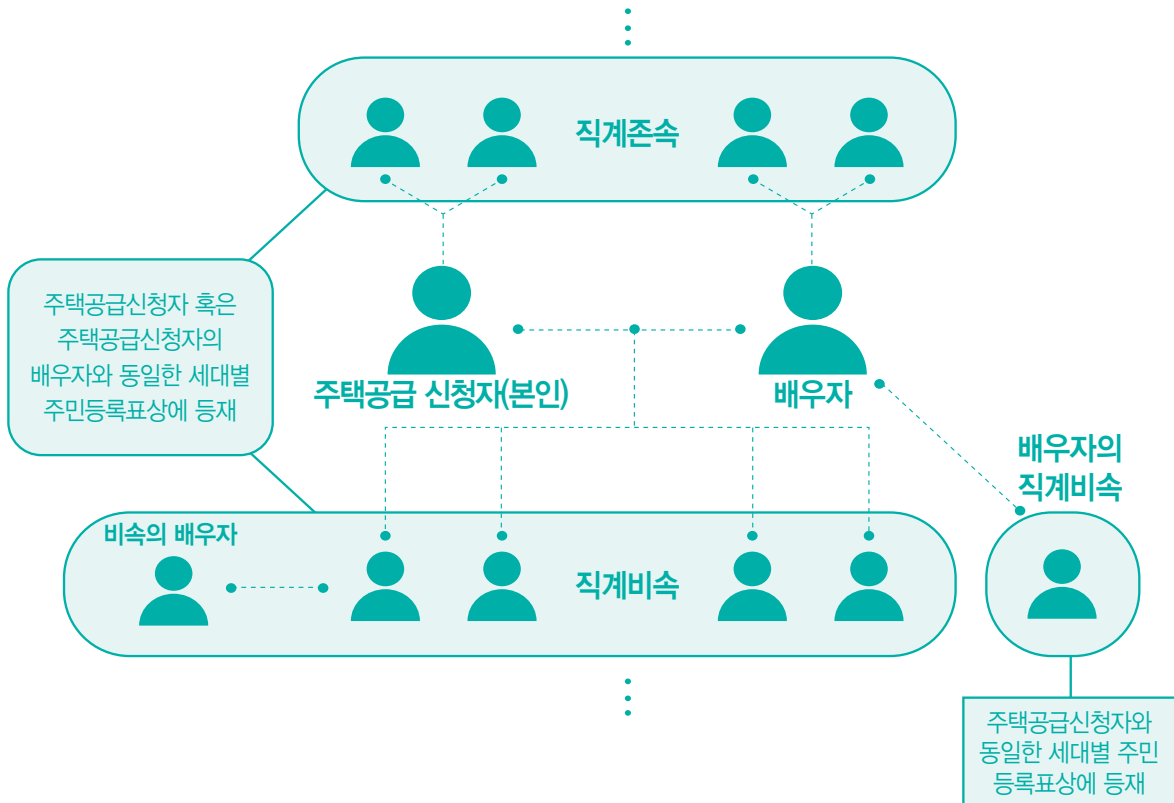 직계존속
주택공급신청자 혹은
주택공급신청자의
배우자와 동일한 세대별
주민등록표상에 등재
주택공급 신청자(본인)
배우자
배우자의
직계비속
비속의 배우자
직계비속
주택공급신청자와
동일한 세대별 주민
등록표상에 등재